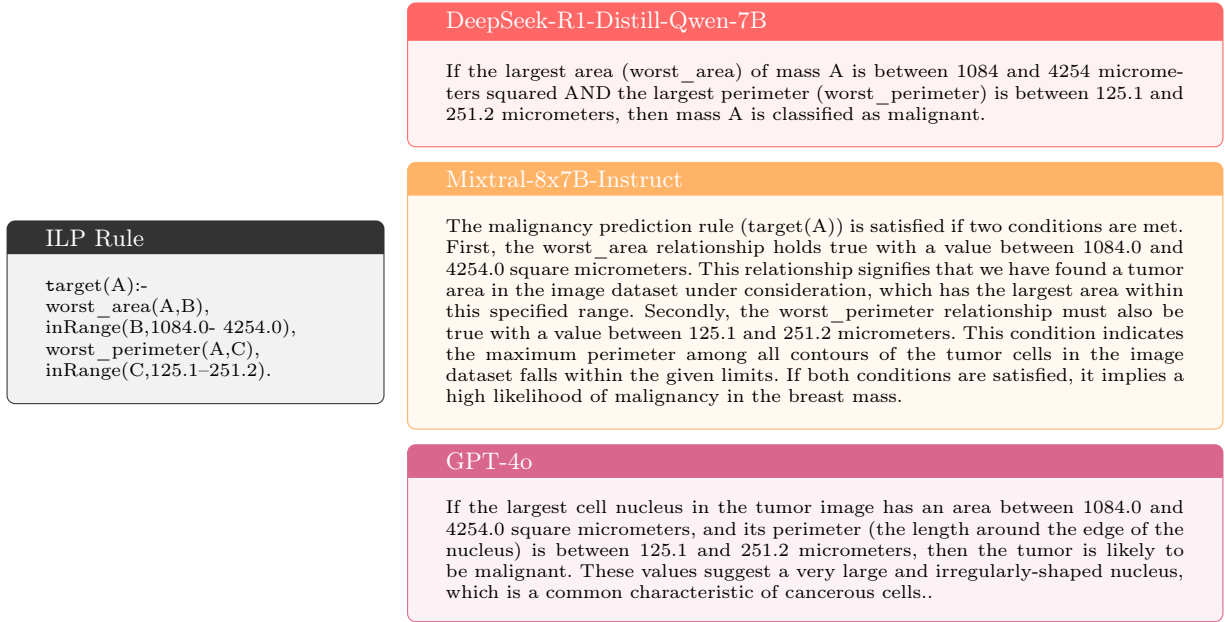 ILP Rule
target(A):-
worst_area(A,B),
inRange(B,1084.0- 4254.0),
worst_perimeter(A,C),
inRange(C,125.1–251.2).
DeepSeek-R1-Distill-Qwen-7B
If the largest area (worst_area) of mass A is between 1084 and 4254 microme-
ters squared AND the largest perimeter (worst_perimeter) is between 125.1 and
251.2 micrometers, then mass A is classified as malignant.
Mixtral-8x7B-Instruct
The malignancy prediction rule (target(A)) is satisfied if two conditions are met.
First, the worst_area relationship holds true with a value between 1084.0 and
4254.0 square micrometers. This relationship signifies that we have found a tumor
area in the image dataset under consideration, which has the largest area within
this specified range. Secondly, the worst_perimeter relationship must also be
true with a value between 125.1 and 251.2 micrometers. This condition indicates
the maximum perimeter among all contours of the tumor cells in the image
dataset falls within the given limits. If both conditions are satisfied, it implies a
high likelihood of malignancy in the breast mass.
GPT-4o
If the largest cell nucleus in the tumor image has an area between 1084.0 and
4254.0 square micrometers, and its perimeter (the length around the edge of the
nucleus) is between 125.1 and 251.2 micrometers, then the tumor is likely to
be malignant. These values suggest a very large and irregularly-shaped nucleus,
which is a common characteristic of cancerous cells..